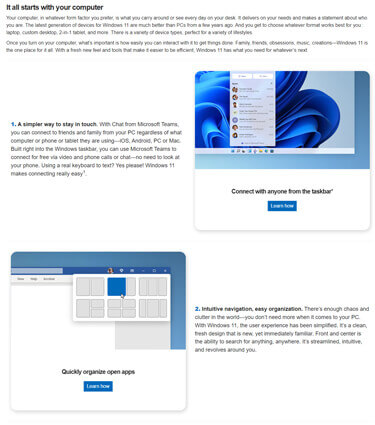 It all starts with your computer
Your computer, in whatever form factor you prefer, is what you carry around or see every day on your desk. It delivers on your needs and makes a statement about who
you are. The latest generation of devices for Windows 11 are much better than PCs from a few years ago. And you get to choose whatever format works best for you
laptop, custom desktop, 2-in-1 tablet, and more. There is a variety of device types, perfect for a variety of lifestyles.
Once you turn on your computer, what's important is how easily you can interact with it to get things done. Family, friends, obsessions, music, creations—Windows 11 is
the one place for it all. With a fresh new feel and tools that make it easier to be efficient, Windows 11 has what you need for whatever's next.
1. A simpler way to stay in touch. With Chat from Microsoft Teams,
you can connect to friends and family from your PC regardless of what
computer or phone or tablet they are using—iOS, Android, PC or Mac.
Built right into the Windows taskbar, you can use Microsoft Teams to
connect for free via video and phone calls or chat—no need to look at
your phone. Using a real keyboard to text? Yes please! Windows 11
makes connecting really easy¹.
Connect with anyone from the taskbar*
Learn how
View Help Acrobat
Quickly organize open apps
Learn how
2. Intuitive navigation, easy organization. There's enough chaos and
clutter in the world—you don't need more when it comes to your PC.
With Windows 11, the user experience has been simplified. It's a clean,
fresh design that is new, yet immediately familiar. Front and center is
the ability to search for anything, anywhere. It's streamlined, intuitive,
and revolves around you.